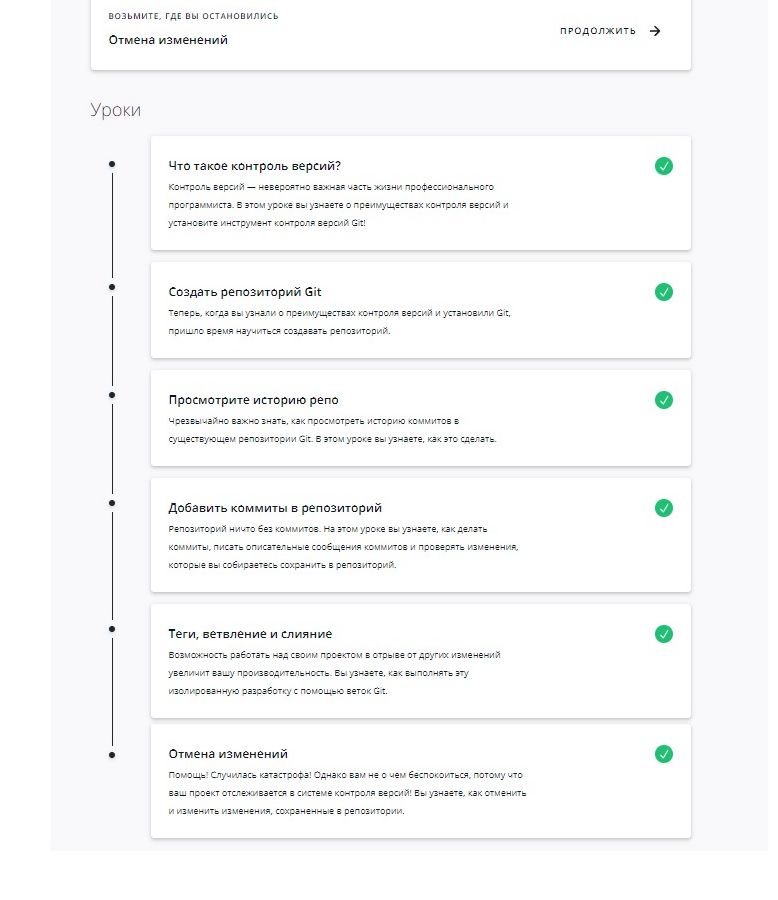 ВОЗЬМИТЕ, ГДЕ ВЫ ОСТАНОВИЛИСЬ
Отмена изменений
ПРОДОЛЖИТЬ
Уроки
Что такое контроль версий?
Контроль версий — невероятно важная часть жизни профессионального
программиста. В этом уроке вы узнаете о преимуществах контроля версий и
установите инструмент контроля версий Git!
Создать репозиторий Git
Теперь, когда вы узнали о преимуществах контроля версий и установили Git,
пришло время научиться создавать репозиторий.
Просмотрите историю репо
Чрезвычайно важно знать, как просмотреть историю коммитов в
существующем репозитории Git. В этом уроке вы узнаете, как это сделать.
Добавить коммиты в репозиторий
Репозиторий ничто без коммитов. На этом уроке вы узнаете, как делать
коммиты, писать описательные сообщения коммитов и проверять изменения,
которые вы собираетесь сохранить в репозиторий.
Теги, ветвление и слияние
Возможность работать над своим проектом в отрыве от других изменений
увеличит вашу производительность. Вы узнаете, как выполнять эту
изолированную разработку с помощью веток Git.
Отмена изменений
Помощь! Случилась катастрофа! Однако вам не о чем беспокоиться, потому что
ваш проект отслеживается в системе контроля версий! Вы узнаете, как отменить
и изменить изменения, сохраненные в репозитории.